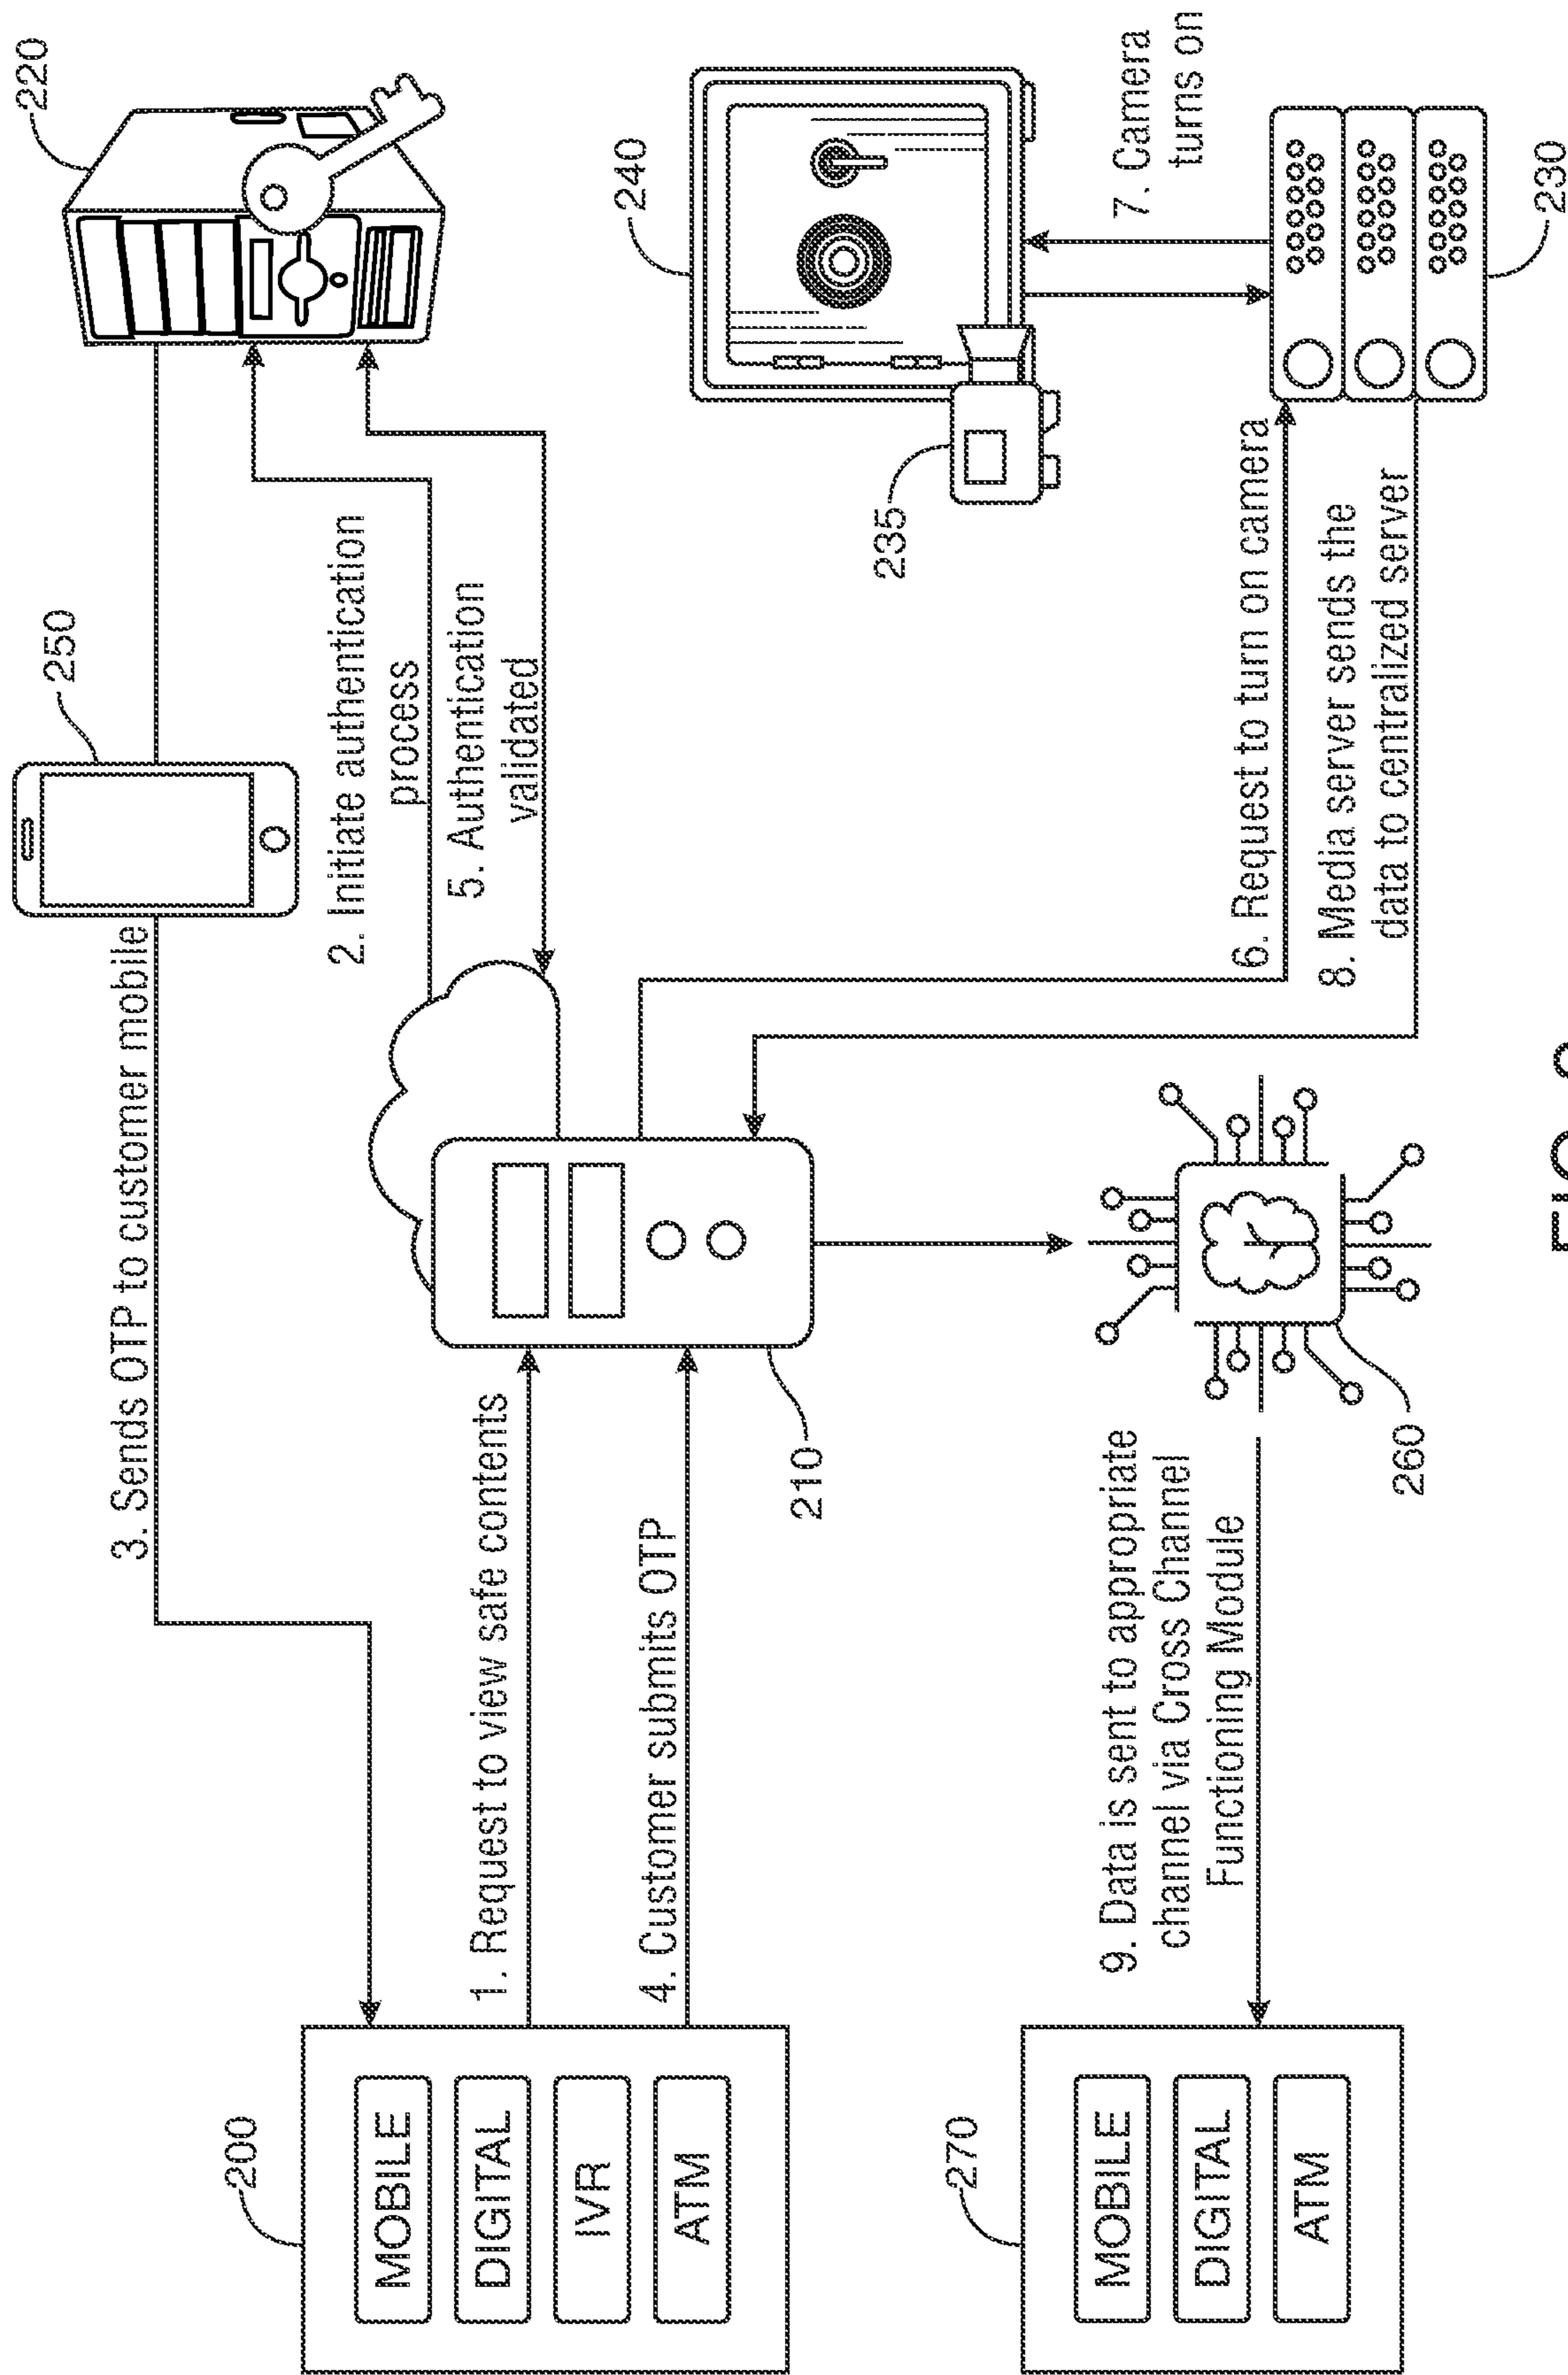 220
250
3. Sends OTP to customer mobile
2. Initiate authentication
process
5. Authentication
validated
200
MOBILE
DIGITAL
IVR
ATM
1. Request to view safe contents
4. Customer submits OTP
210
240
235
7. Camera
turns on
6. Request to turn on camera
8. Media server sends the
data to centralized server
230
260
9. Data is sent to appropriate
channel via Cross Channel
Functioning Module
270
MOBILE
DIGITAL
ATM